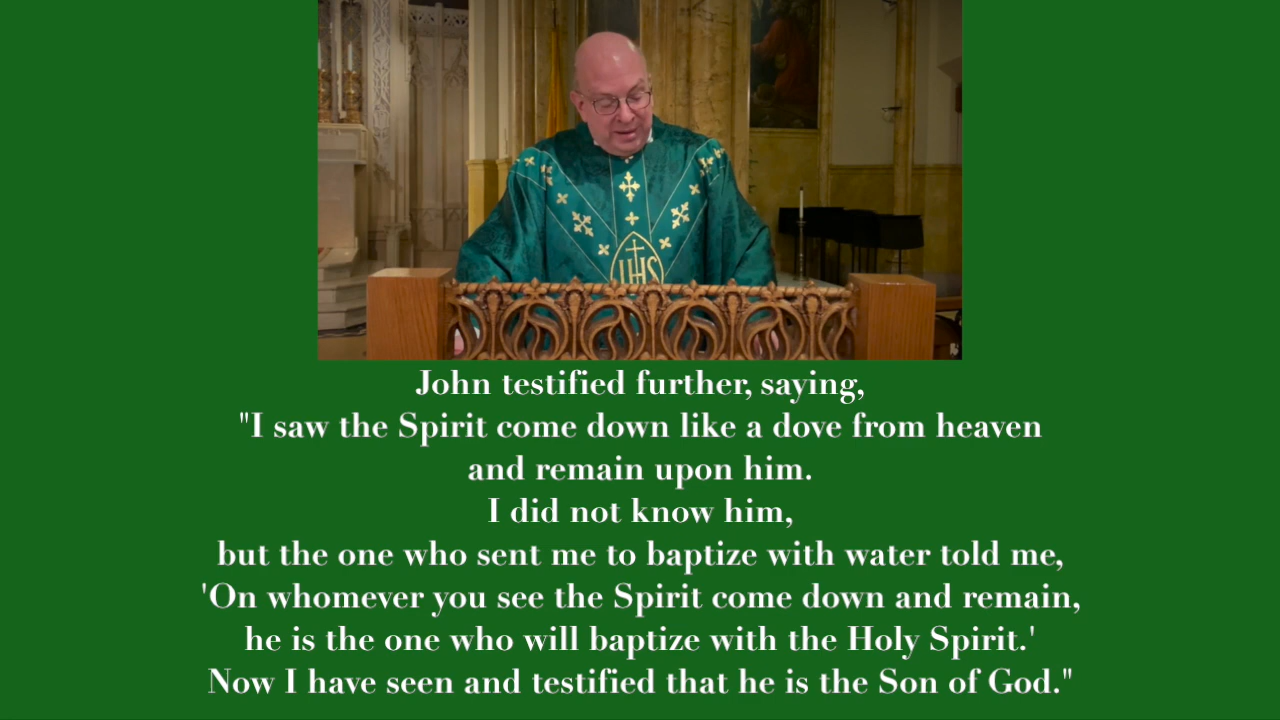 IHS
John testified further, saying,
"I saw the Spirit come down like a dove from heaven
and remain upon him.
I did not know him,
but the one who sent me to baptize with water told me,
'On whomever you see the Spirit come down and remain,
he is the one who will baptize with the Holy Spirit.'
Now I have seen and testified that he is the Son of God."